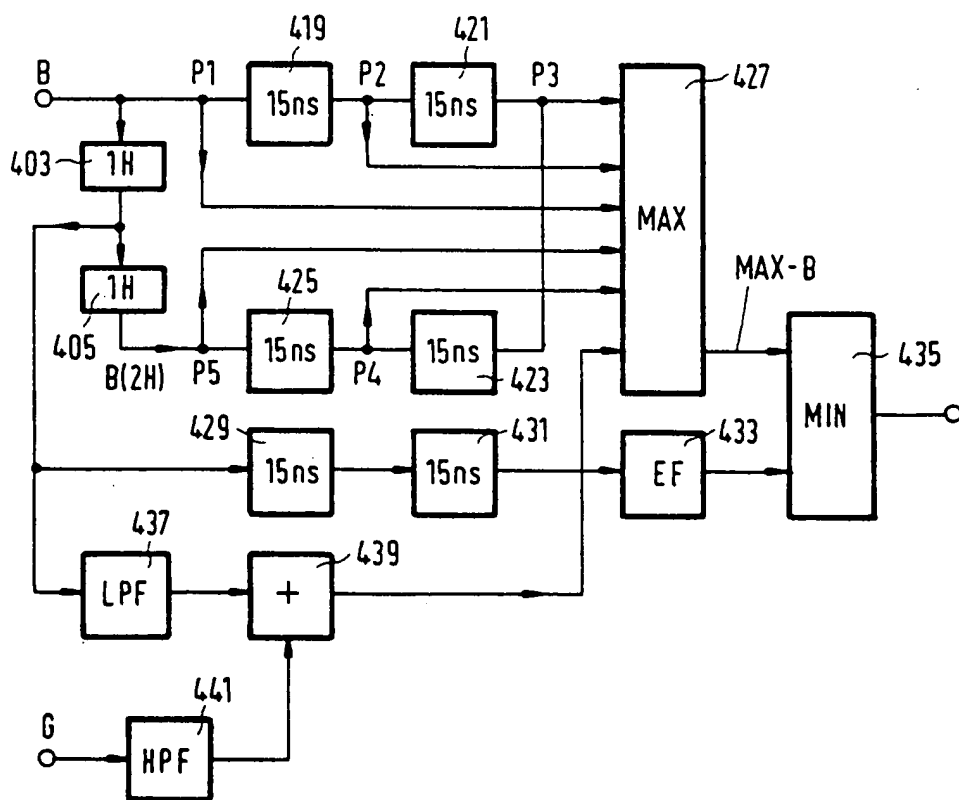 419
421
B
P1
P2
P3
427
15ns
15ns
403
1H
MAX
1H
425
MAX-B
405
15ns
15ns
435
B(2H)
P5
P4
423
MIN
429
431
433
15ns
15ns
EF
437
439
LPF
+
441
G
HPF